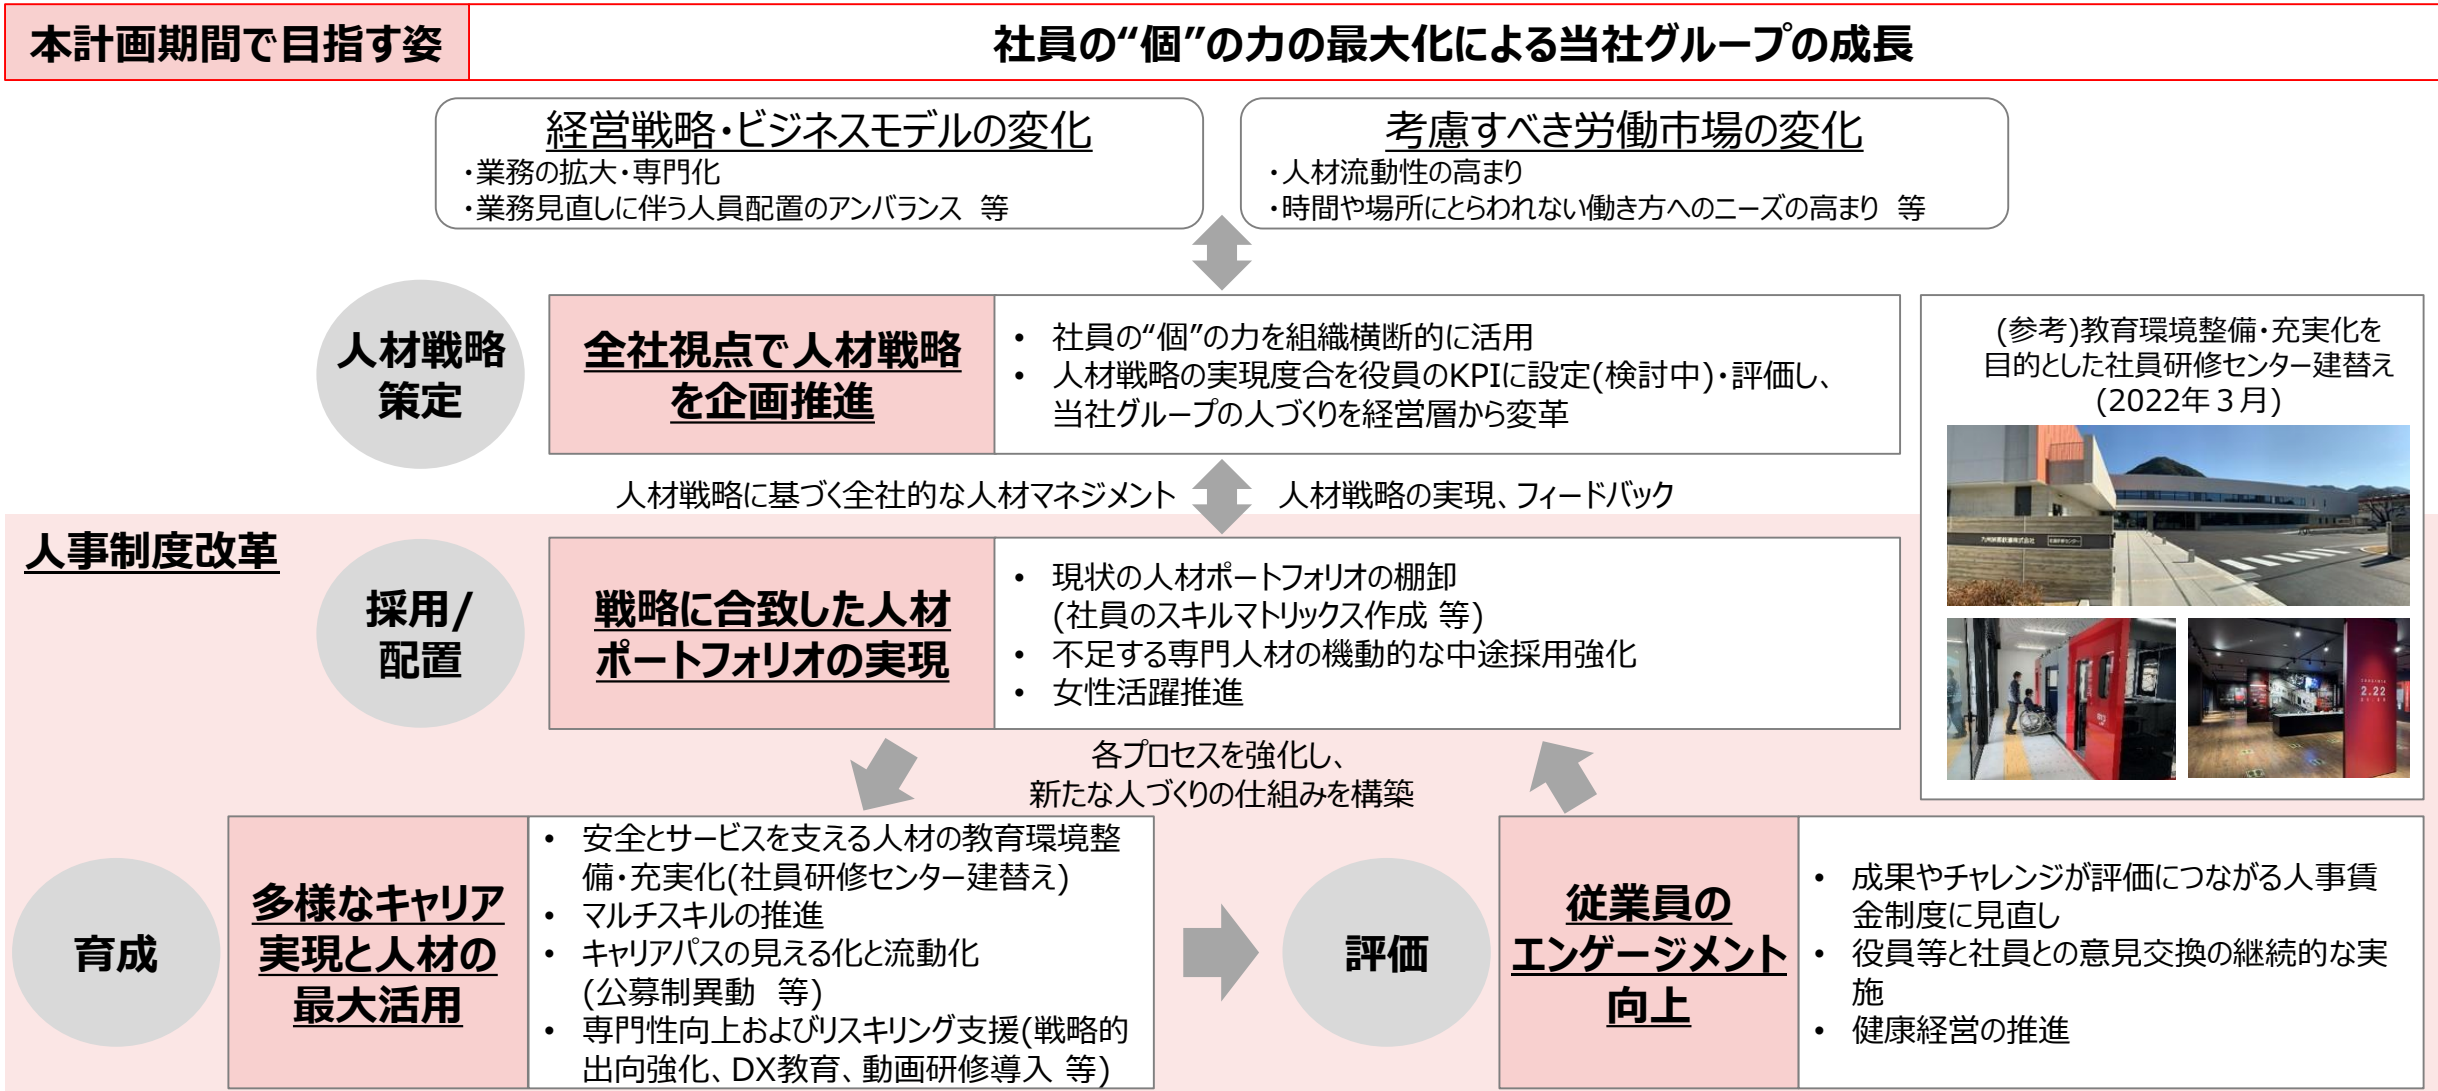 本計画期間で目指す姿
社員の“個”の力の最大化による当社グループの成長
経営戦略・ビジネスモデルの変化
・業務の拡大・専門化
・業務見直しに伴う人員配置のアンバランス 等
考慮すべき労働市場の変化
・人材流動性の高まり
・時間や場所にとらわれない働き方へのニーズの高まり 等
人材戦略
策定
全社視点で人材戦略
を企画推進
• 社員の“個”の力を組織横断的に活用
• 人材戦略の実現度合を役員のKPIに設定(検討中)・評価し、
当社グループの人づくりを経営層から変革
(参考)教育環境整備・充実化を
目的とした社員研修センター建替え
(2022年3月)
九州旅客鉄道株式会社 社員研修センター
2.22
人材戦略に基づく全社的な人材マネジメント
人材戦略の実現、フィードバック
人事制度改革
採用/
配置
戦略に合致した人材
ポートフォリオの実現
• 現状の人材ポートフォリオの棚卸
(社員のスキルマトリックス作成 等)
• 不足する専門人材の機動的な中途採用強化
• 女性活躍推進
各プロセスを強化し、
新たな人づくりの仕組みを構築
育成
多様なキャリア
実現と人材の
最大活用
• 安全とサービスを支える人材の教育環境整
備・充実化(社員研修センター建替え)
• マルチスキルの推進
• キャリアパスの見える化と流動化
(公募制異動 等)
• 専門性向上およびリスキリング支援(戦略的
出向強化、DX教育、動画研修導入 等)
評価
従業員の
エンゲージメント
向上
• 成果やチャレンジが評価につながる人事賃
金制度に見直し
• 役員等と社員との意見交換の継続的な実
施
• 健康経営の推進